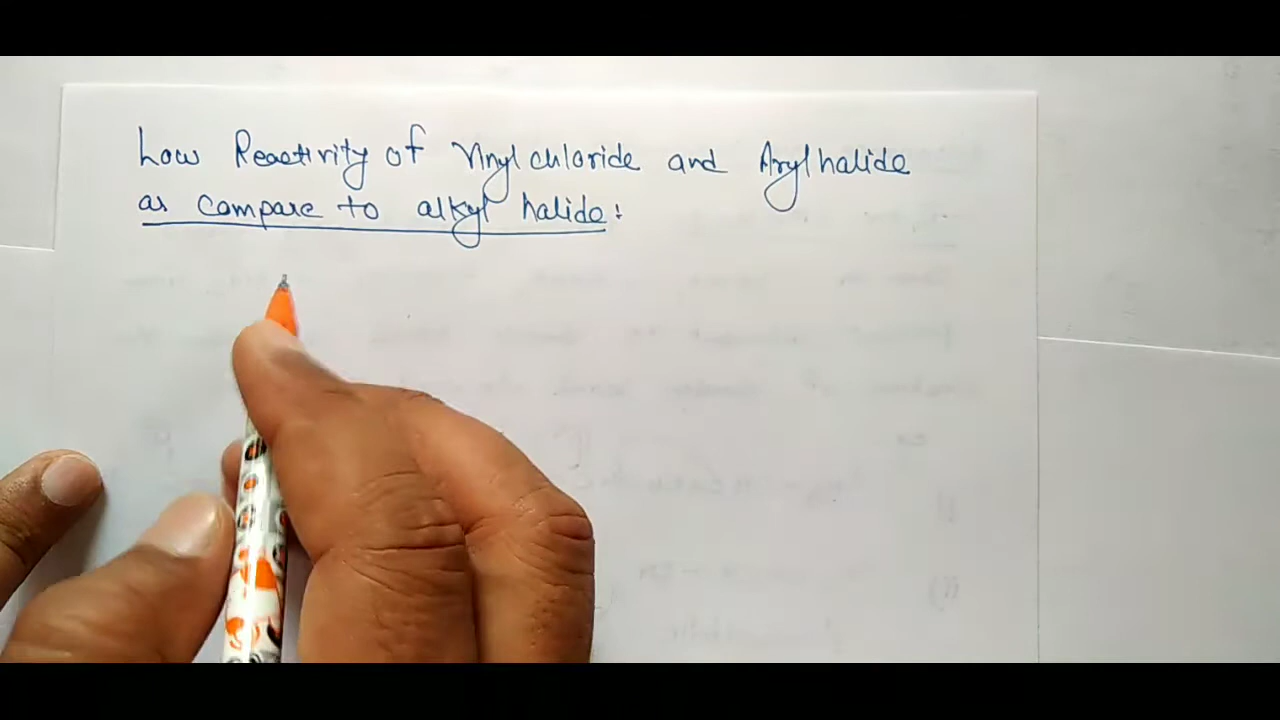 Low Reactivity of Vinyl chloride and Aryl halide
as compare to alkyl halide: